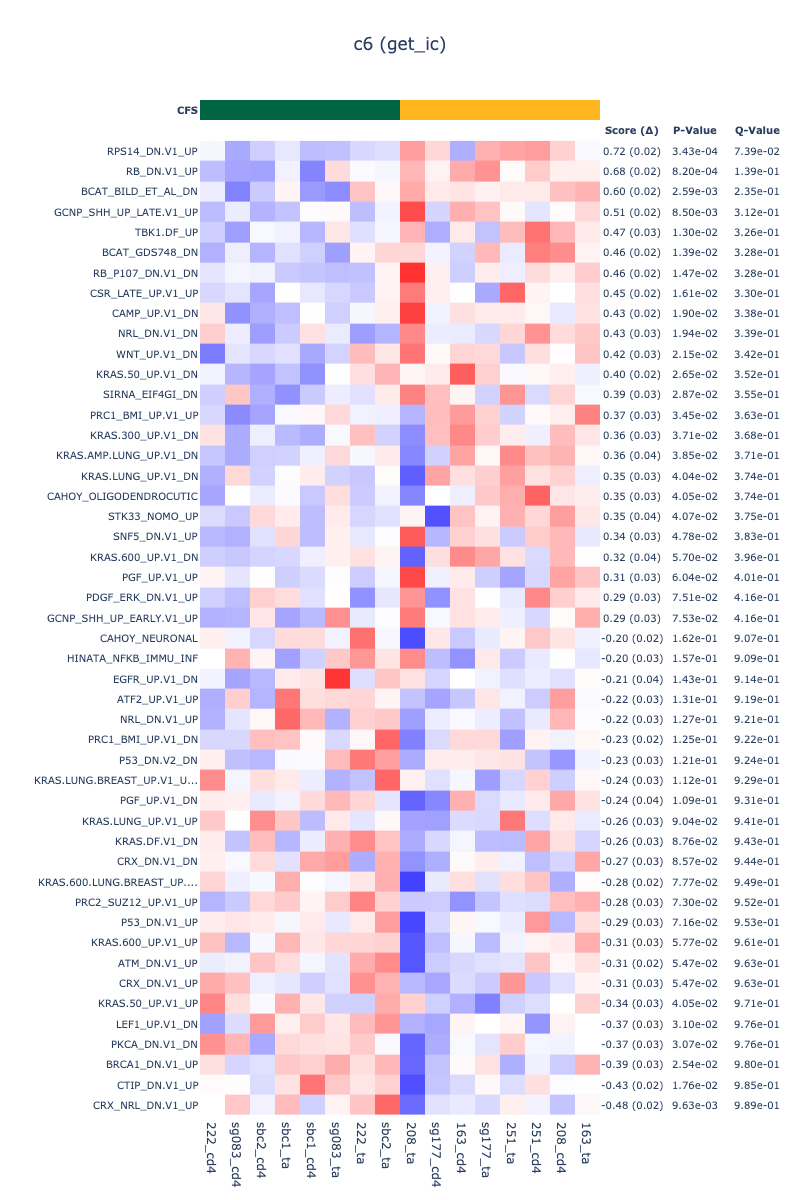 c6 (get_ic)
CFS
Score (Δ) P-Value Q-Value
RPS14_DN.V1_UP 0.72 (0.02) 3.43e-04 7.39e-02
RB_DN.V1_UP 0.68 (0.02) 8.20e-04 1.39e-01
BCAT_BILD_ET_AL_DN 0.60 (0.02) 2.59e-03 2.35e-01
GCNP_SHH_UP_LATE.V1_UP 0.51 (0.02) 8.50e-03 3.12e-01
TBK1.DF_UP 0.47 (0.03) 1.30e-02 3.26e-01
BCAT_GDS748_DN 0.46 (0.02) 1.39e-02 3.28e-01
RB_P107_DN.V1_DN 0.46 (0.02) 1.47e-02 3.28e-01
CSR_LATE_UP.V1_UP 0.45 (0.02) 1.61e-02 3.30e-01
CAMP_UP.V1_DN 0.43 (0.02) 1.90e-02 3.38e-01
NRL_DN.V1_DN 0.43 (0.03) 1.94e-02 3.39e-01
WNT_UP.V1_DN 0.42 (0.03) 2.15e-02 3.42e-01
KRAS.50_UP.V1_DN 0.40 (0.02) 2.65e-02 3.52e-01
SIRNA_EIF4GI_DN 0.39 (0.03) 2.87e-02 3.55e-01
PRC1_BMI_UP.V1_UP 0.37 (0.03) 3.45e-02 3.63e-01
KRAS.300_UP.V1_DN 0.36 (0.03) 3.71e-02 3.68e-01
KRAS.AMP.LUNG_UP.V1_DN 0.36 (0.04) 3.85e-02 3.71e-01
KRAS.LUNG_UP.V1_DN 0.35 (0.03) 4.04e-02 3.74e-01
CAHOY_OLIGODENDROCUTIC 0.35 (0.03) 4.05e-02 3.74e-01
STK33_NOMO_UP 0.35 (0.04) 4.07e-02 3.75e-01
SNF5_DN.V1_UP 0.34 (0.03) 4.78e-02 3.83e-01
KRAS.600_UP.V1_DN 0.32 (0.04) 5.70e-02 3.96e-01
PGF_UP.V1_UP 0.31 (0.03) 6.04e-02 4.01e-01
PDGF_ERK_DN.V1_UP 0.29 (0.03) 7.51e-02 4.16e-01
GCNP_SHH_UP_EARLY.V1_UP 0.29 (0.03) 7.53e-02 4.16e-01
CAHOY_NEURONAL -0.20 (0.02) 1.62e-01 9.07e-01
HINATA_NFKB_IMMU_INF -0.20 (0.03) 1.57e-01 9.09e-01
EGFR_UP.V1_DN -0.21 (0.04) 1.43e-01 9.14e-01
ATF2_UP.V1_UP -0.22 (0.03) 1.31e-01 9.19e-01
NRL_DN.V1_UP -0.22 (0.03) 1.27e-01 9.21e-01
PRC1_BMI_UP.V1_DN -0.23 (0.02) 1.25e-01 9.22e-01
P53_DN.V2_DN -0.23 (0.03) 1.21e-01 9.24e-01
KRAS.LUNG.BREAST_UP.V1_U... -0.24 (0.03) 1.12e-01 9.29e-01
PGF_UP.V1_DN -0.24 (0.04) 1.09e-01 9.31e-01
KRAS.LUNG_UP.V1_UP -0.26 (0.03) 9.04e-02 9.41e-01
KRAS.DF.V1_DN -0.26 (0.03) 8.76e-02 9.43e-01
CRX_DN.V1_DN -0.27 (0.03) 8.57e-02 9.44e-01
KRAS.600.LUNG.BREAST_UP.... -0.28 (0.02) 7.77e-02 9.49e-01
PRC2_SUZ12_UP.V1_UP -0.28 (0.03) 7.30e-02 9.52e-01
P53_DN.V1_UP -0.29 (0.03) 7.16e-02 9.53e-01
KRAS.600_UP.V1_UP -0.31 (0.03) 5.77e-02 9.61e-01
ATM_DN.V1_UP -0.31 (0.02) 5.47e-02 9.63e-01
CRX_DN.V1_UP -0.31 (0.03) 5.47e-02 9.63e-01
KRAS.50_UP.V1_UP -0.34 (0.03) 4.05e-02 9.71e-01
LEF1_UP.V1_DN -0.37 (0.03) 3.10e-02 9.76e-01
PKCA_DN.V1_DN -0.37 (0.03) 3.07e-02 9.76e-01
BRCA1_DN.V1_UP -0.39 (0.03) 2.54e-02 9.80e-01
CTIP_DN.V1_UP -0.43 (0.02) 1.76e-02 9.85e-01
CRX_NRL_DN.V1_UP -0.48 (0.02) 9.63e-03 9.89e-01
222_cd4 sg083_cd4 sbc2_cd4 sbc1_ta sbc1_cd4 sg083_ta 222_ta sbc2_ta 208_ta sg177_cd4 163_cd4 sg177_ta 251_ta 251_cd4 208_cd4 163_ta